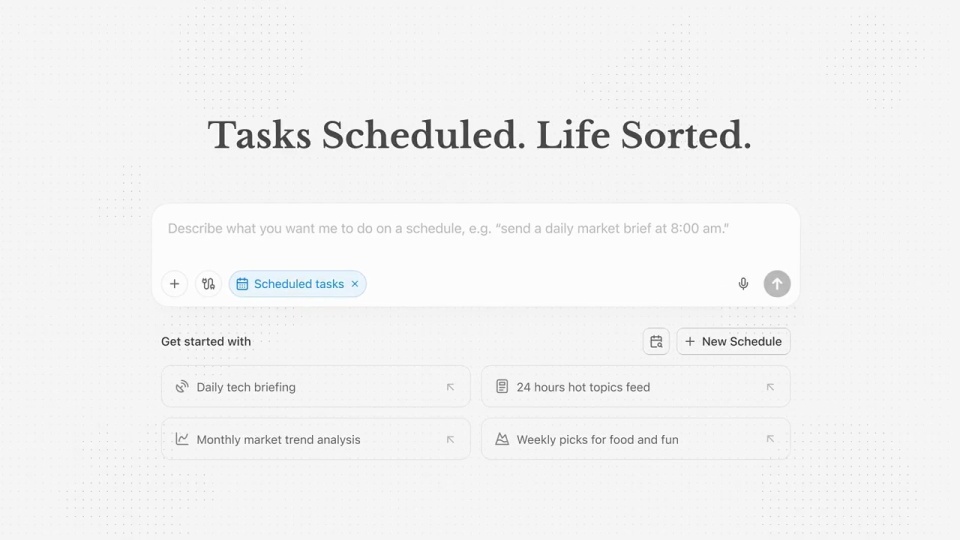 Tasks Scheduled. Life Sorted.
Describe what you want me to do on a schedule, e.g. “send a daily market brief at 8:00 am.”
Scheduled tasks
Get started with
New Schedule
Daily tech briefing
24 hours hot topics feed
Monthly market trend analysis
Weekly picks for food and fun